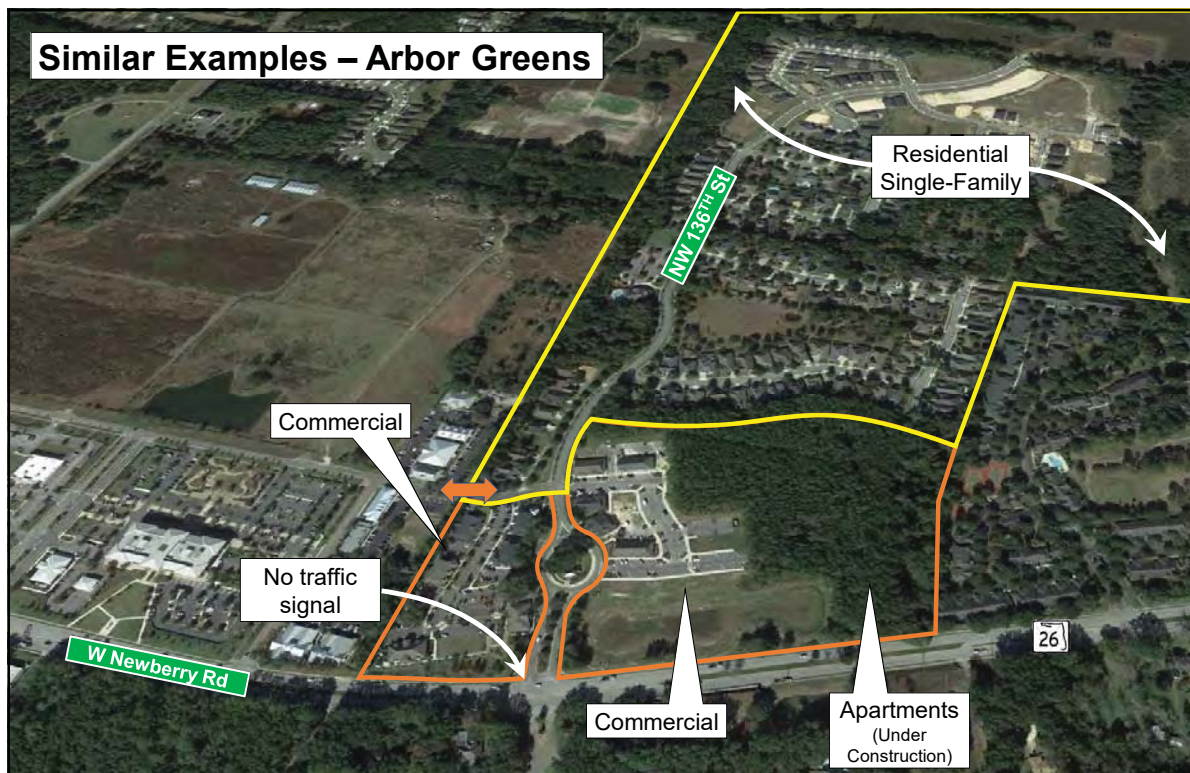 Similar Examples – Arbor Greens
Residential
Single-Family
NW 136TH St
Commercial
No traffic
signal
W Newberry Rd
26
Commercial
Apartments
(Under
Construction)